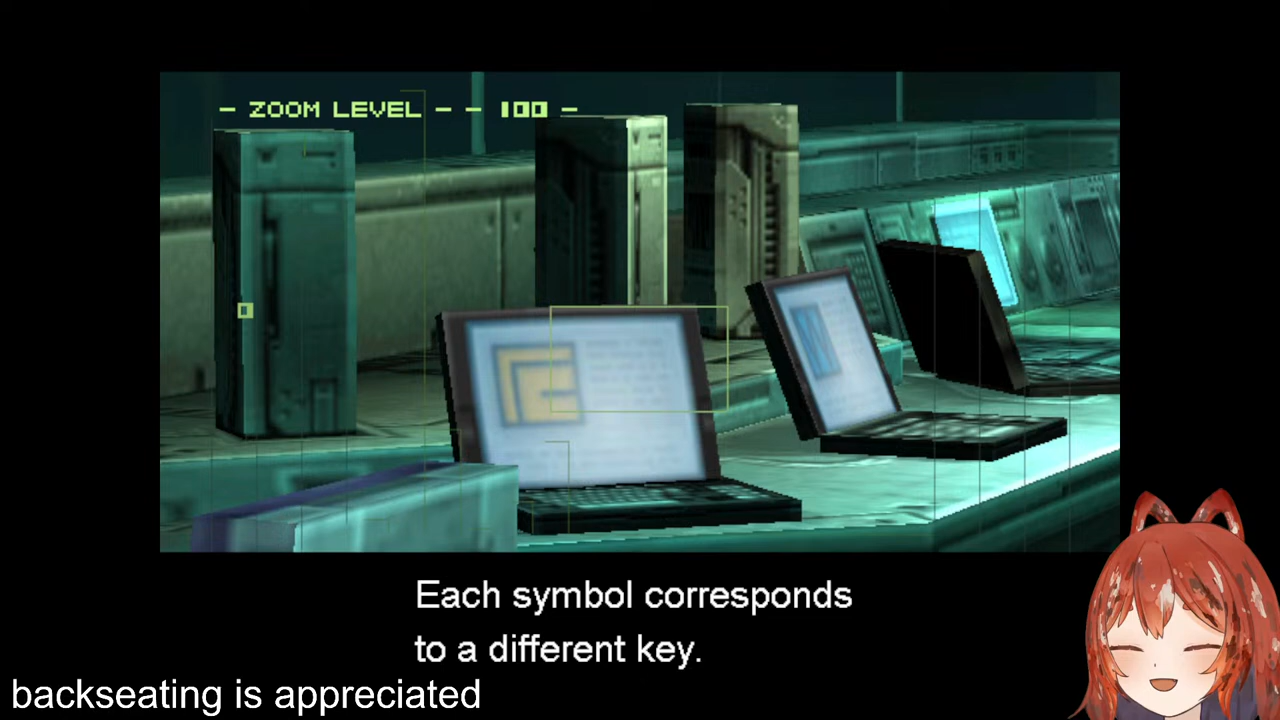 - ZOOM LEVEL - - 100 -
Each symbol corresponds
to a different key.
backseating is appreciated